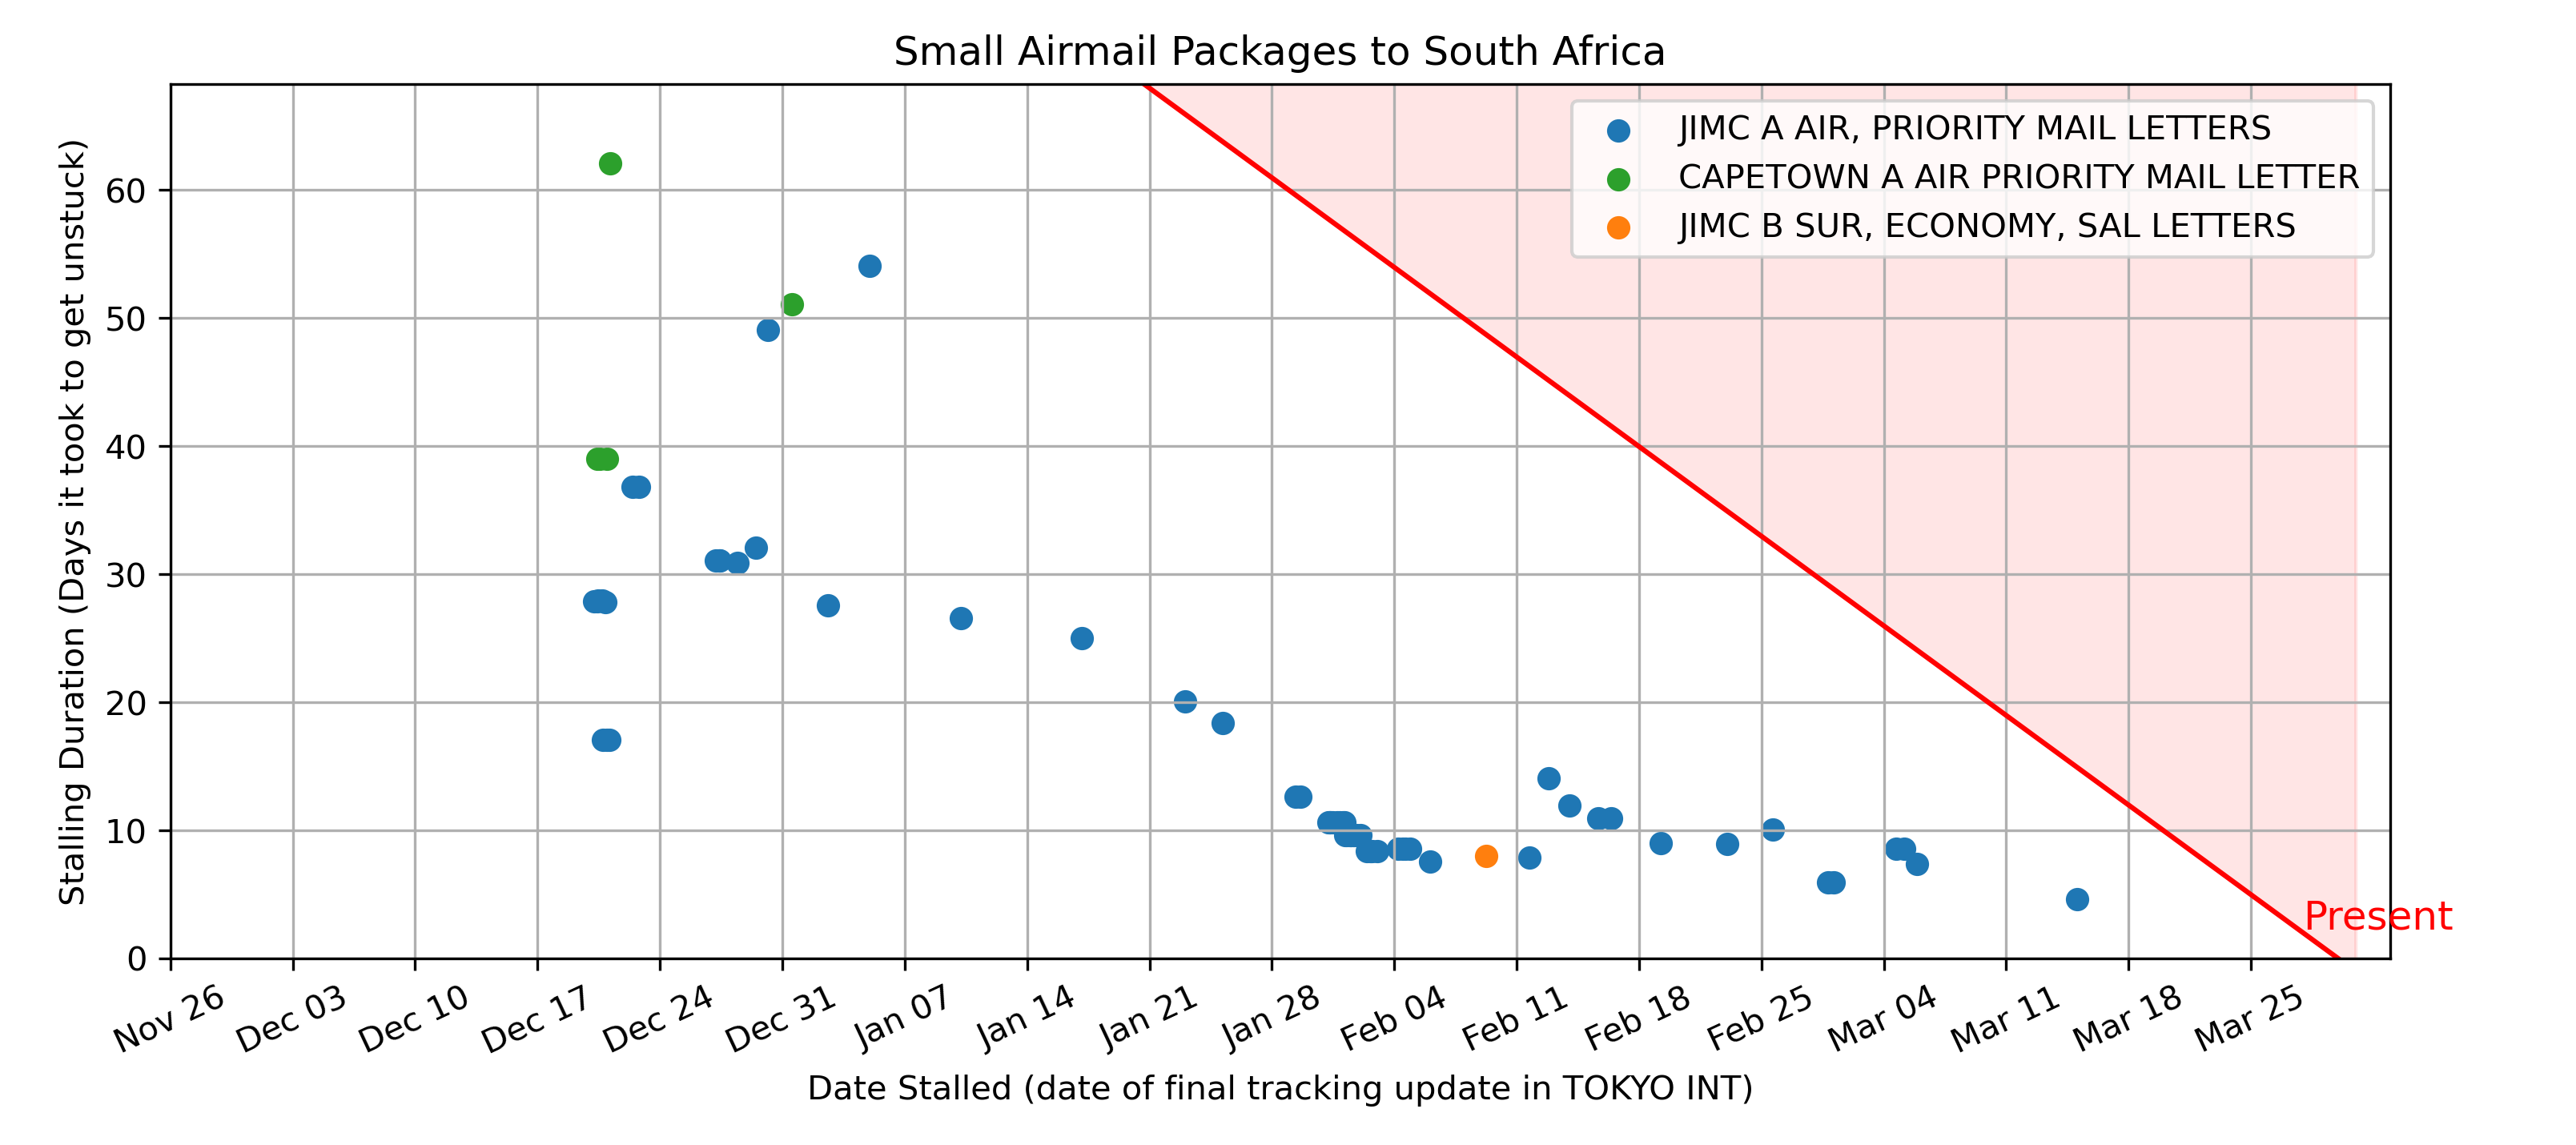 Small Airmail Packages to South Africa
JIMC A AIR, PRIORITY MAIL LETTERS
CAPETOWN A AIR PRIORITY MAIL LETTER
JIMC B SUR, ECONOMY, SAL LETTERS
Stalling Duration (Days it took to get unstuck)
60
50
40
30
20
10
0
Present
Nov 26 Dec 03 Dec 10 Dec 17 Dec 24 Dec 31 Jan 07 Jan 14 Jan 21 Jan 28 Feb 04 Feb 11 Feb 18 Feb 25 Mar 04 Mar 11 Mar 18 Mar 25
Date Stalled (date of final tracking update in TOKYO INT)